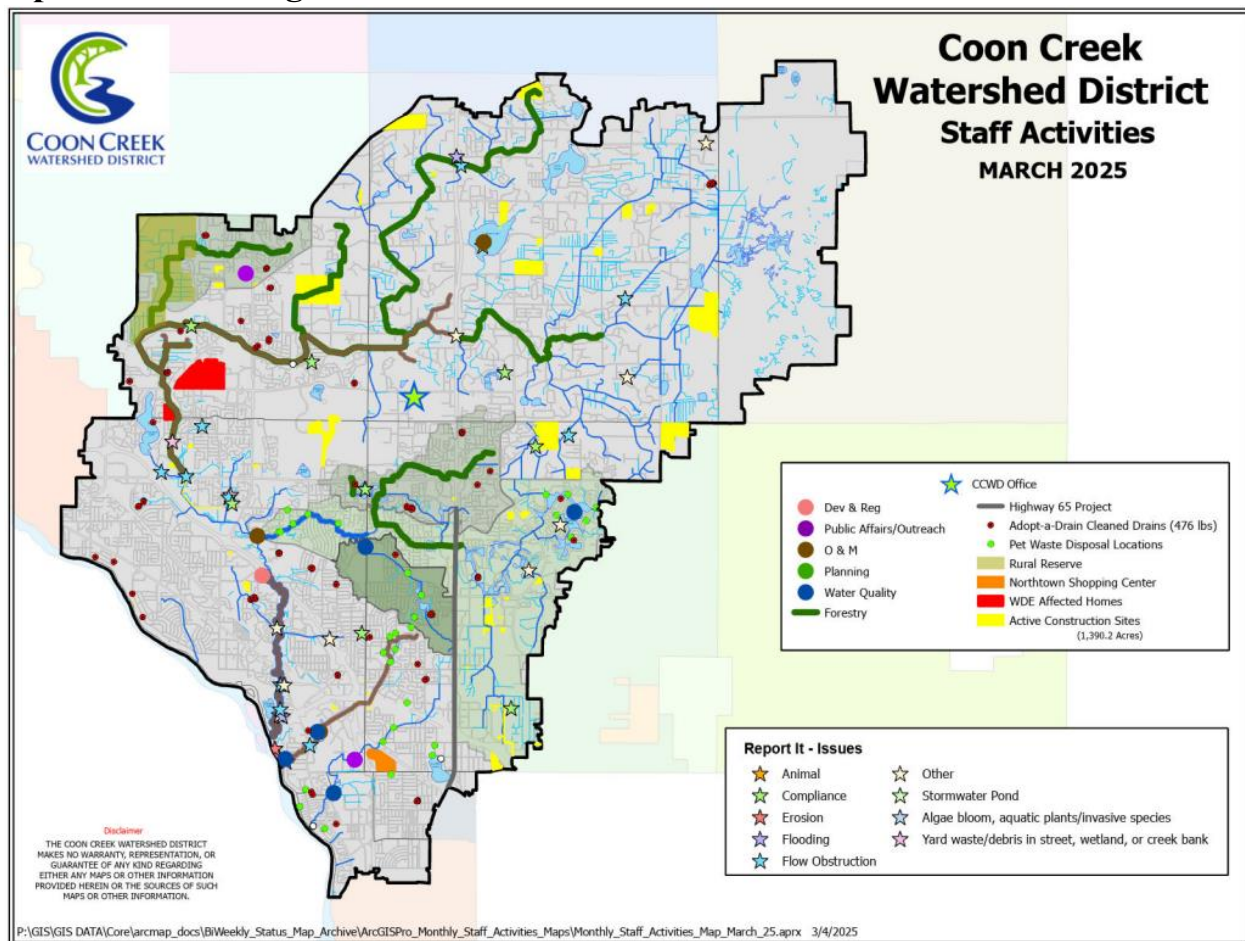 Coon Creek
Watershed District
Staff Activities
MARCH 2025
COON CREEK
WATERSHED DISTRICT
CCWD Office
Dev & Reg
Public Affairs/Outreach
O & M
Planning
Water Quality
Forestry
Highway 65 Project
Adopt-a-Drain Cleaned Drains (476 lbs)
Pet Waste Disposal Locations
Rural Reserve
Northtown Shopping Center
WDE Affected Homes
Active Construction Sites
(1,390.2 Acres)
Report It - Issues
Animal
Compliance
Erosion
Flooding
Flow Obstruction
Other
Stormwater Pond
Algae bloom, aquatic plants/invasive species
Yard waste/debris in street, wetland, or creek bank
Disclaimer
THE COON CREEK WATERSHED DISTRICT
MAKES NO WARRANTY, REPRESENTATION, OR
GUARANTEE OF ANY KIND REGARDING
EITHER ANY MAPS OR OTHER INFORMATION
PROVIDED HEREIN OR THE SOURCES OF SUCH
MAPS OR OTHER INFORMATION.
P:\GIS\GIS DATA\Core\arcmap_docs\BiWeekly_Status_Map_Archive\ArcGISPro_Monthly_Staff_Activities_Maps\Monthly_Staff_Activities_Map_March_25.aprx 3/4/2025